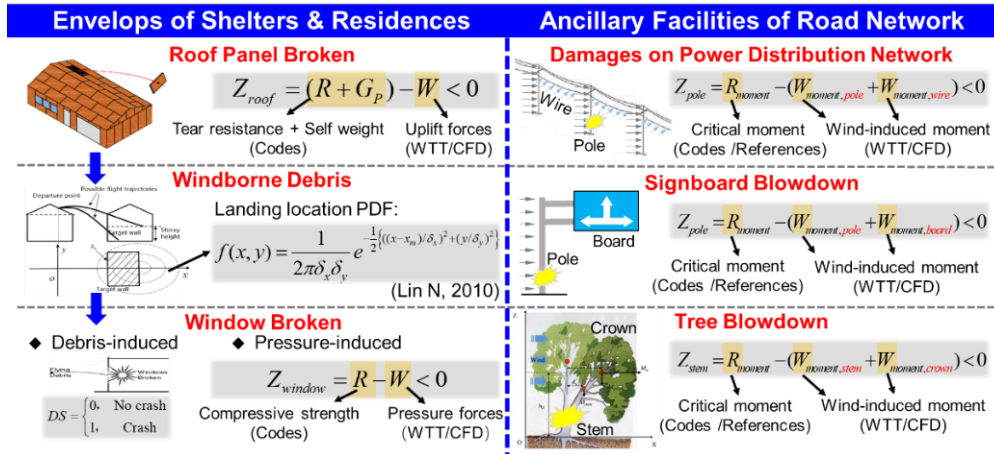 Envelops of Shelters & Residences
Roof Panel Broken
Z_roof = (R + G_P) − W < 0
Tear resistance + Self weight
(Codes)
Uplift forces
(WTT/CFD)
Windborne Debris
Departure point
Possible flight trajectories
Target wall
Storey
height
y
o
x
Target wall
Landing location PDF:
f(x, y) = 1/(2πδ_xδ_y) e^{−1/2{((x−x_m)/δ_x)^2+(y/δ_y)^2}}
(Lin N, 2010)
Window Broken
◆ Debris-induced
Flying
Debris
Windows
Broken
DS = { 0, No crash
1, Crash
◆ Pressure-induced
Z_window = R − W < 0
Compressive strength
(Codes)
Pressure forces
(WTT/CFD)
Ancillary Facilities of Road Network
Damages on Power Distribution Network
Wire
Pole
Z_pole = R_moment − (W_moment,pole + W_moment,wire) < 0
Critical moment
(Codes /References)
Wind-induced moment
(WTT/CFD)
Signboard Blowdown
Board
Pole
Z_pole = R_moment − (W_moment,pole + W_moment,board) < 0
Critical moment
(Codes /References)
Wind-induced moment
(WTT/CFD)
Tree Blowdown
Z
Crown
Wind
Stem
O
X
Z_stem = R_moment − (W_moment,stem + W_moment,crown) < 0
Critical moment
(Codes /References)
Wind-induced moment
(WTT/CFD)